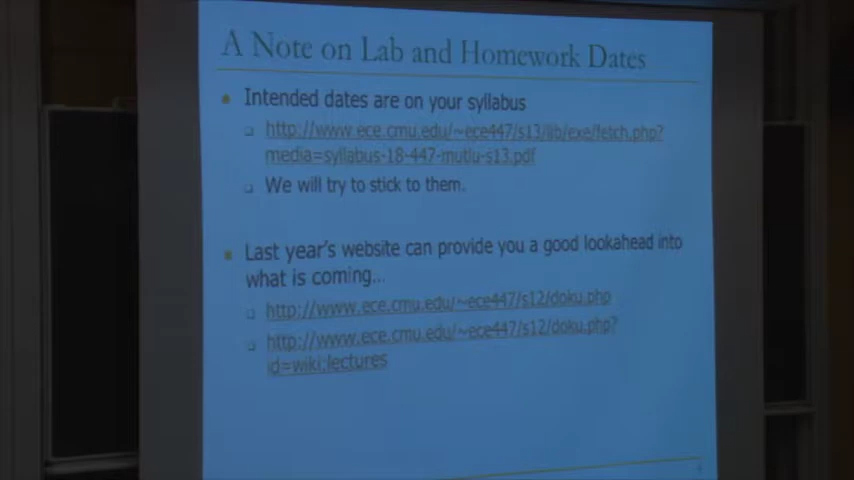 A Note on Lab and Homework Dates
Intended dates are on your syllabus
http://www.ece.cmu.edu/~ece447/s13/lib/exe/fetch.php?
media=syllabus-18-447-mutlu-s13.pdf
We will try to stick to them.
Last year's website can provide you a good lookahead into
what is coming...
http://www.ece.cmu.edu/~ece447/s12/doku.php
http://www.ece.cmu.edu/~ece447/s12/doku.php?
id=wiki:lectures